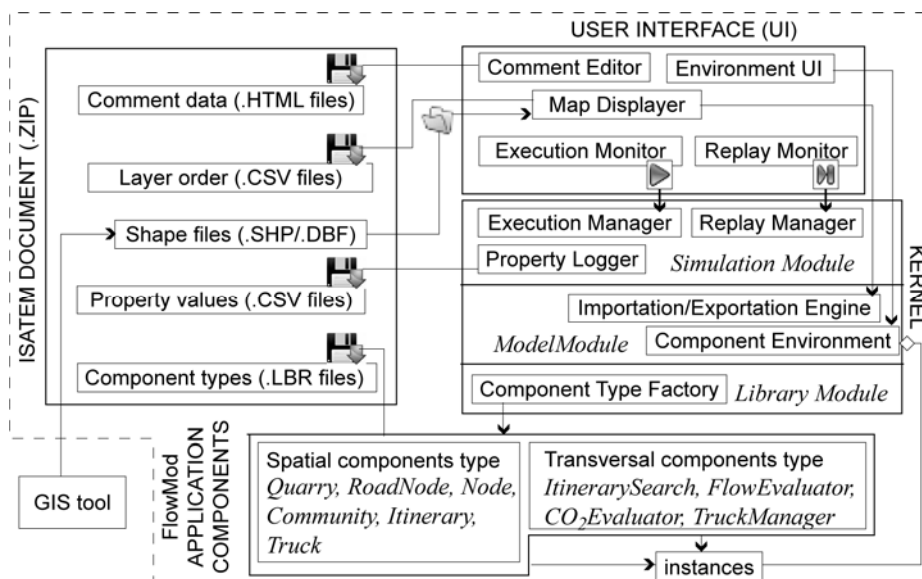 USER INTERFACE (UI)
ISATEM DOCUMENT (.ZIP)
Comment data (.HTML files)
Layer order (.CSV files)
Shape files (.SHP/.DBF)
Property values (.CSV files)
Component types (.LBR files)
Comment Editor
Environment UI
Map Displayer
Execution Monitor
Replay Monitor
Execution Manager
Replay Manager
Property Logger
Simulation Module
KERNEL
Importation/Exportation Engine
ModelModule
Component Environment
Component Type Factory
Library Module
GIS tool
FlowMod
APPLICATION
COMPONENTS
Spatial components type
Quarry, RoadNode, Node,
Community, Itinerary,
Truck
Transversal components type
ItinerarySearch, FlowEvaluator,
CO2Evaluator, TruckManager
instances